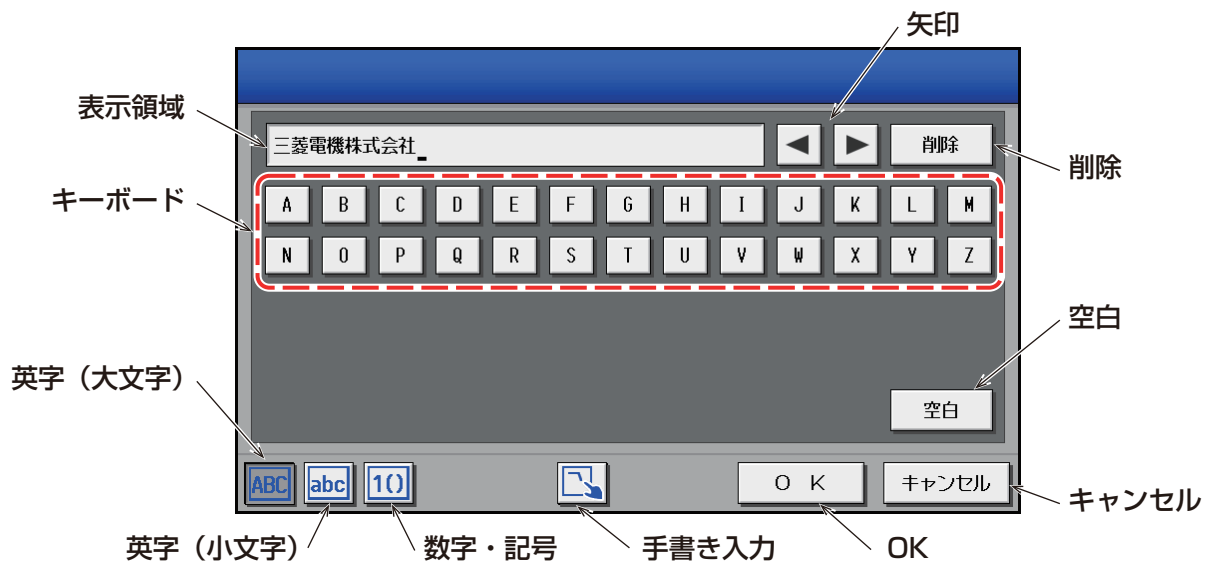 矢印
表示領域
三菱電機株式会社_
◀ ▶ 削除
削除
キーボード
A B C D E F G H I J K L M
N O P Q R S T U V W X Y Z
空白
英字（大文字）
空白
ABC abc 1() O K キャンセル
キャンセル
英字（小文字） 数字・記号 手書き入力 OK